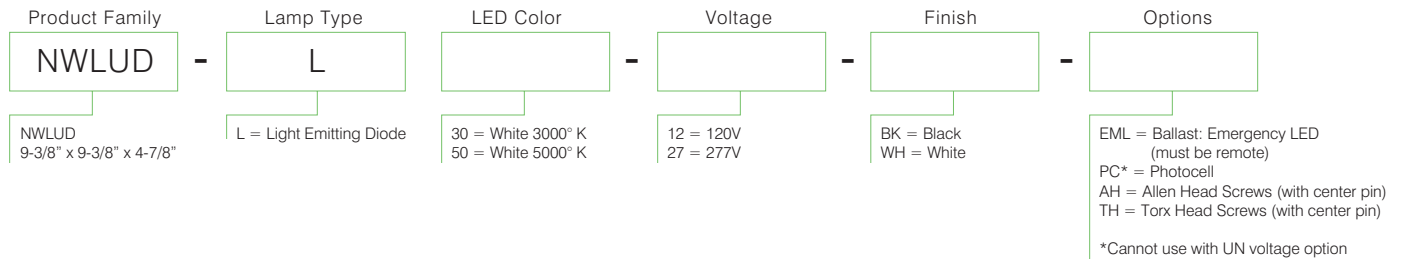 Product Family
Lamp Type
LED Color
Voltage
Finish
Options
NWLUD - L - - -
NWLUD
9-3/8” x 9-3/8” x 4-7/8”
L = Light Emitting Diode
30 = White 3000° K
50 = White 5000° K
12 = 120V
27 = 277V
BK = Black
WH = White
EML = Ballast: Emergency LED
(must be remote)
PC* = Photocell
AH = Allen Head Screws (with center pin)
TH = Torx Head Screws (with center pin)
*Cannot use with UN voltage option